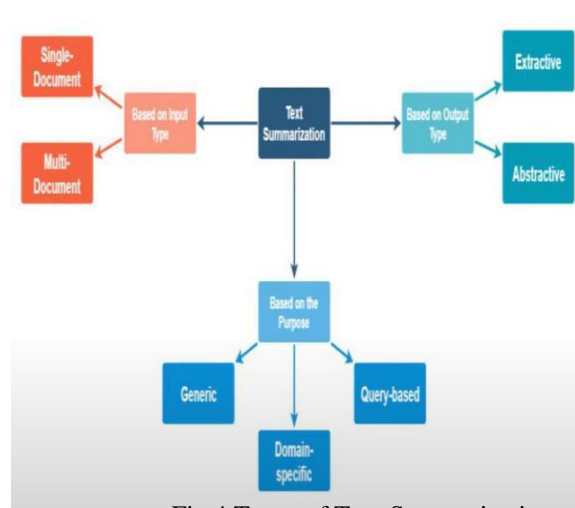 Single-
Document
Multi-
Document
Based on Input
Type
Text
Summarization
Based on Output
Type
Extractive
Abstractive
Based on the
Purpose
Generic
Query-based
Domain-
specific